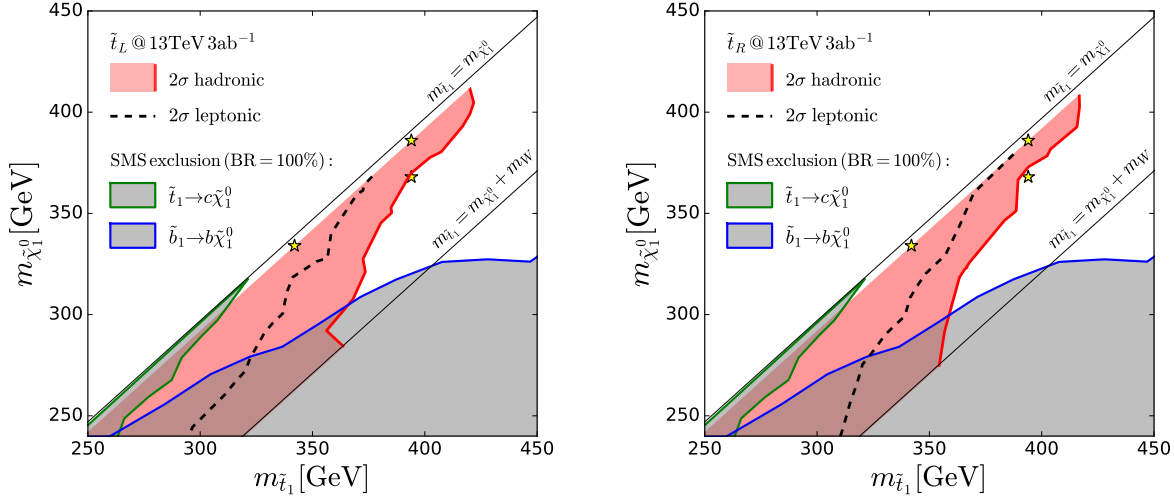 t̃_L @ 13TeV 3ab⁻¹
2σ hadronic
2σ leptonic
SMS exclusion (BR = 100%) :
t̃₁→cχ̃₁⁰
b̃₁→bχ̃₁⁰
m_t̃₁ = m_χ̃₁⁰
m_t̃₁ = m_χ̃₁⁰ + m_W
450
400
350
300
250
m_χ̃₁⁰[GeV]
250 300 350 400 450
m_t̃₁[GeV]
t̃_R @ 13TeV 3ab⁻¹
2σ hadronic
2σ leptonic
SMS exclusion (BR = 100%) :
t̃₁→cχ̃₁⁰
b̃₁→bχ̃₁⁰
m_t̃₁ = m_χ̃₁⁰
m_t̃₁ = m_χ̃₁⁰ + m_W
450
400
350
300
250
m_χ̃₁⁰[GeV]
250 300 350 400 450
m_t̃₁[GeV]